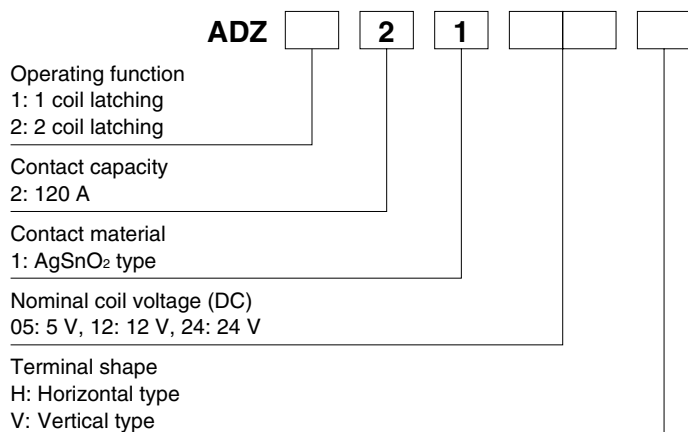 ADZ 2 1
Operating function
1: 1 coil latching
2: 2 coil latching
Contact capacity
2: 120 A
Contact material
1: AgSnO₂ type
Nominal coil voltage (DC)
05: 5 V, 12: 12 V, 24: 24 V
Terminal shape
H: Horizontal type
V: Vertical type